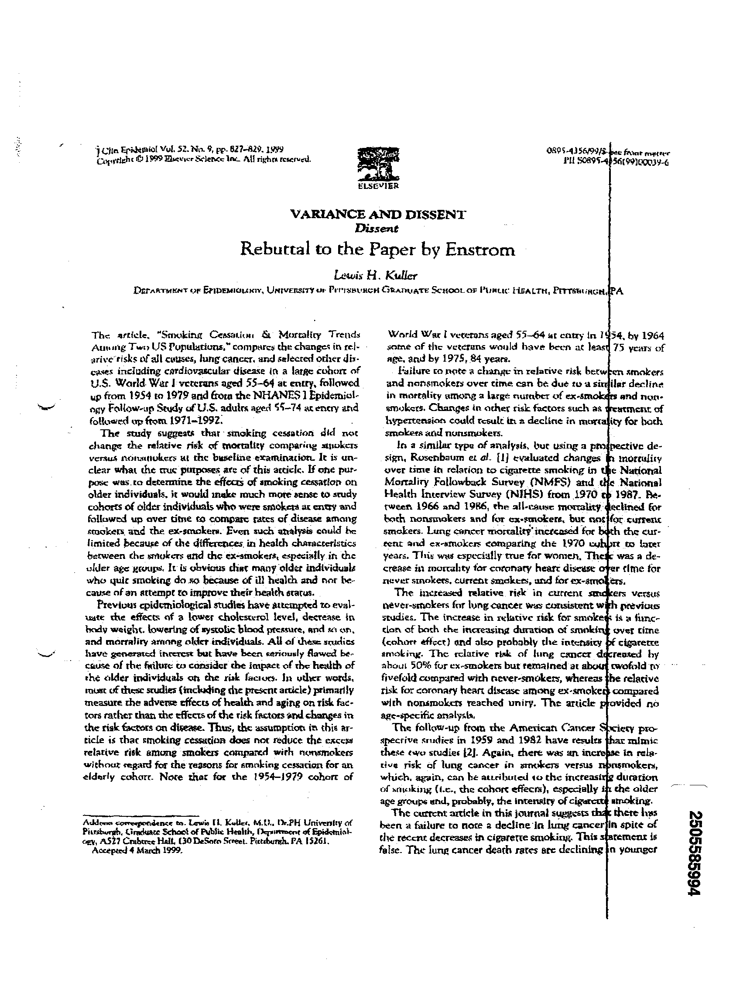 J Clin Epidemiol Vol. 52, No. 9, pp. 827–829, 1999
Copyright © 1999 Elsevier Science Inc. All rights reserved.
0895-4356/99/$–see front matter
PII S0895-4356(99)00039-6
ELSEVIER
VARIANCE AND DISSENT
Dissent
Rebuttal to the Paper by Enstrom
Lewis H. Kuller
DEPARTMENT OF EPIDEMIOLOGY, UNIVERSITY OF PITTSBURGH GRADUATE SCHOOL OF PUBLIC HEALTH, PITTSBURGH, PA
The article, "Smoking Cessation & Mortality Trends
Among Two US Populations," compares the changes in rel-
ative risks of all causes, lung cancer, and selected other dis-
eases including cardiovascular disease in a large cohort of
U.S. World War I veterans aged 55–64 at entry, followed
up from 1954 to 1979 and from the NHANES I Epidemiol-
ogy Follow-up Study of U.S. adults aged 55–74 at entry and
followed up from 1971–1992.
The study suggests that smoking cessation did not
change the relative risk of mortality comparing smokers
versus nonsmokers at the baseline examination. It is un-
clear what the true purposes are of this article. If one pur-
pose was to determine the effects of smoking cessation on
older individuals, it would make much more sense to study
cohorts of older individuals who were smokers at entry and
followed up over time to compare rates of disease among
smokers and the ex-smokers. Even such analysis could be
limited because of the differences in health characteristics
between the smokers and the ex-smokers, especially in the
older age groups. It is obvious that many older individuals
who quit smoking do so because of ill health and not be-
cause of an attempt to improve their health status.
Previous epidemiological studies have attempted to eval-
uate the effects of a lower cholesterol level, decrease in
body weight, lowering of systolic blood pressure, and so on,
and mortality among older individuals. All of these studies
have generated interest but have been seriously flawed be-
cause of the failure to consider the impact of the health of
the older individuals on the risk factors. In other words,
most of these studies (including the present article) primarily
measure the adverse effects of health and aging on risk fac-
tors rather than the effects of the risk factors and changes in
the risk factors on disease. Thus, the assumption in this ar-
ticle is that smoking cessation does not reduce the excess
relative risk among smokers compared with nonsmokers
without regard for the reasons for smoking cessation for an
elderly cohort. Note that for the 1954–1979 cohort of
Address correspondence to. Lewis H. Kuller, M.D., Dr.PH University of
Pittsburgh, Graduate School of Public Health, Department of Epidemiol-
ogy, A527 Crabtree Hall, 130 DeSoto Street, Pittsburgh, PA 15261.
Accepted 4 March 1999.
World War I veterans aged 55–64 at entry in 1954, by 1964
some of the veterans would have been at least 75 years of
age, and by 1975, 84 years.
Failure to note a change in relative risk between smokers
and nonsmokers over time can be due to a similar decline
in mortality among a large number of ex-smokers and non-
smokers. Changes in other risk factors such as treatment of
hypertension could result in a decline in mortality for both
smokers and nonsmokers.
In a similar type of analysis, but using a prospective de-
sign, Rosenbaum et al. [1] evaluated changes in mortality
over time in relation to cigarette smoking in the National
Mortality Followback Survey (NMFS) and the National
Health Interview Survey (NIHS) from 1970 to 1987. Be-
tween 1966 and 1986, the all-cause mortality declined for
both nonsmokers and for ex-smokers, but not for current
smokers. Lung cancer mortality increased for both the cur-
rent and ex-smokers comparing the 1970 cohort to later
years. This was especially true for women. There was a de-
crease in mortality for coronary heart disease over time for
never smokers, current smokers, and for ex-smokers.
The increased relative risk in current smokers versus
never-smokers for lung cancer was consistent with previous
studies. The increase in relative risk for smokers is a func-
tion of both the increasing duration of smoking over time
(cohort effect) and also probably the intensity of cigarette
smoking. The relative risk of lung cancer decreased by
about 50% for ex-smokers but remained at about twofold to
fivefold compared with never-smokers, whereas the relative
risk for coronary heart disease among ex-smokers compared
with nonsmokers reached unity. The article provided no
age-specific analysis.
The follow-up from the American Cancer Society pro-
spective studies in 1959 and 1982 have results that mimic
these two studies [2]. Again, there was an increase in rela-
tive risk of lung cancer in smokers versus nonsmokers,
which, again, can be attributed to the increasing duration
of smoking (i.e., the cohort effects), especially in the older
age groups and, probably, the intensity of cigarette smoking.
The current article in this journal suggests that there has
been a failure to note a decline in lung cancer in spite of
the recent decreases in cigarette smoking. This statement is
false. The lung cancer death rates are declining in younger
2505585994